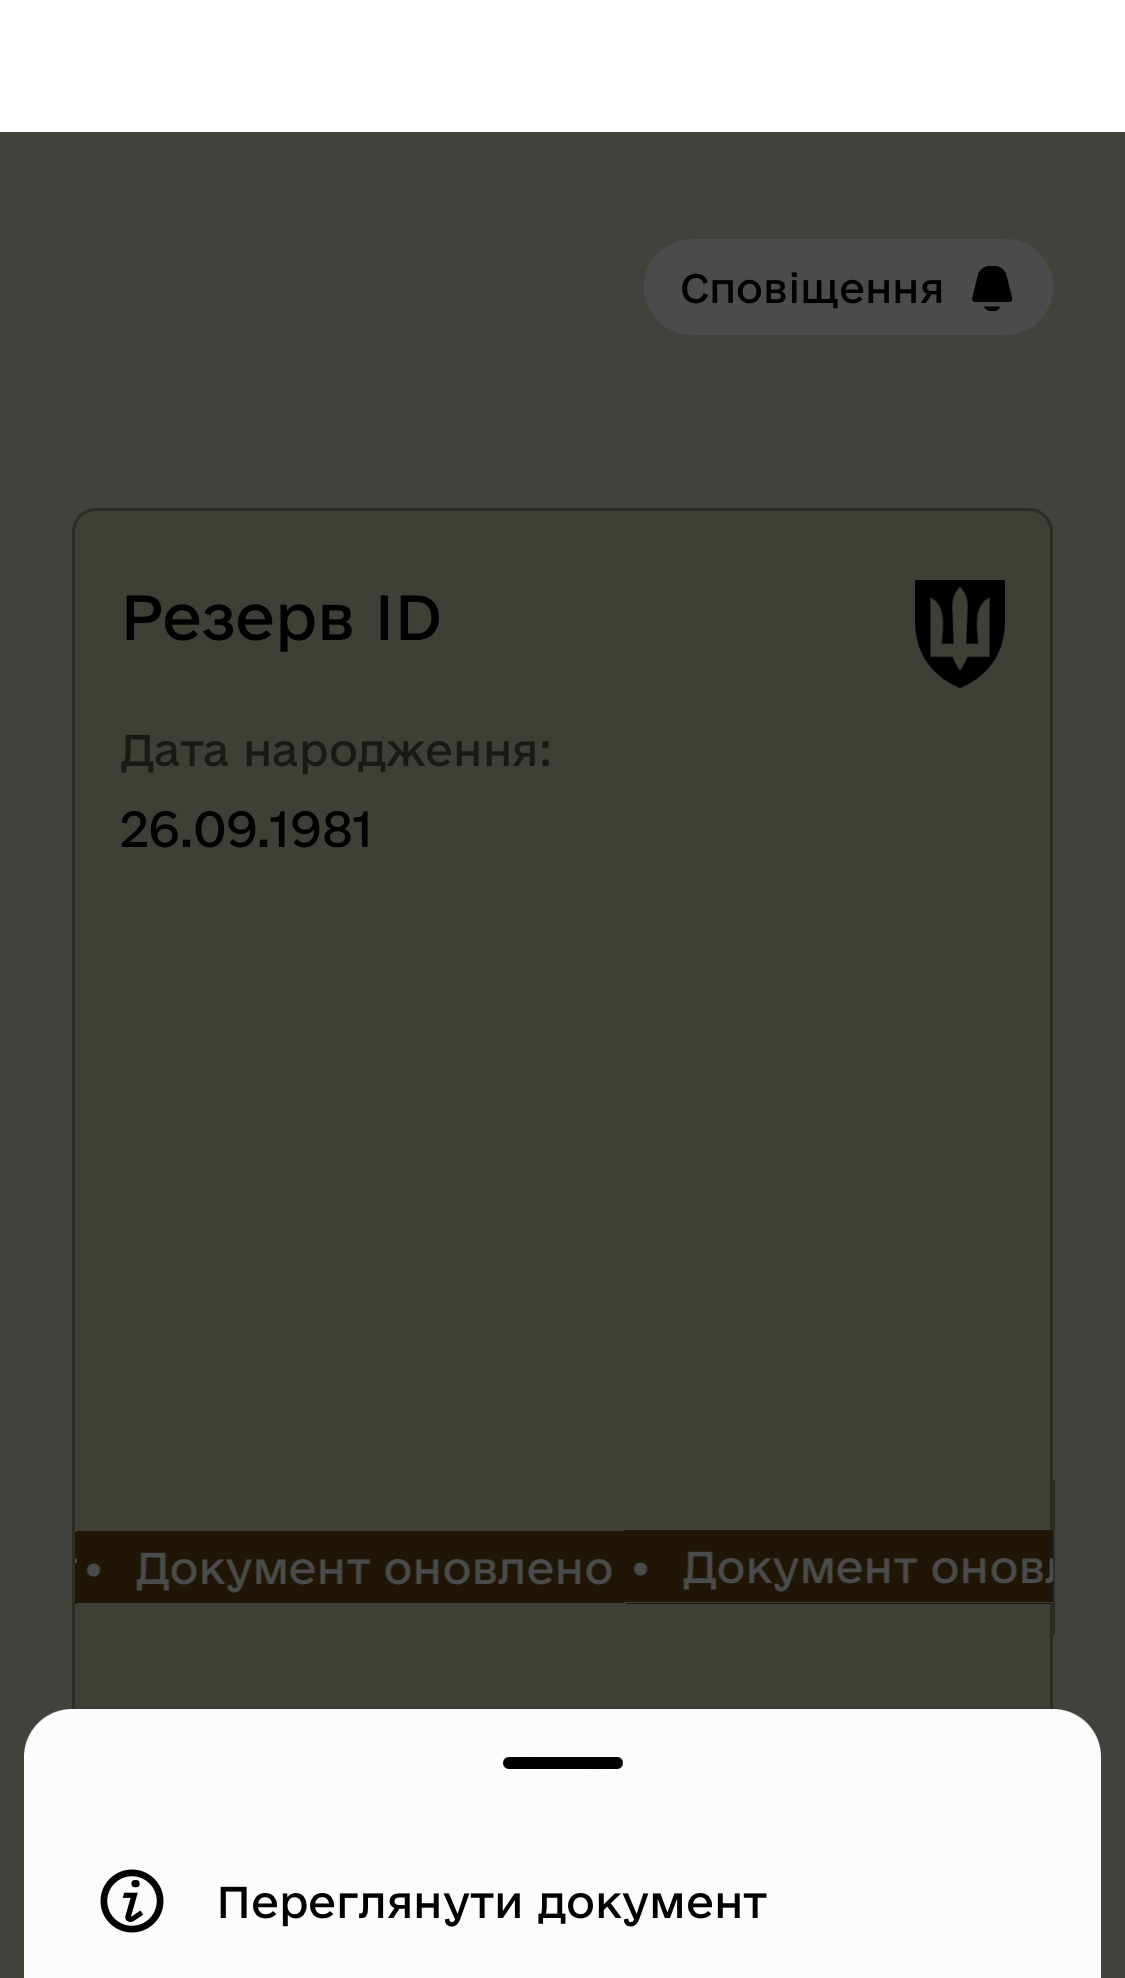 Сповіщення
Резерв ID
Дата народження:
26.09.1981
• Документ оновлено • Документ онов
Переглянути документ